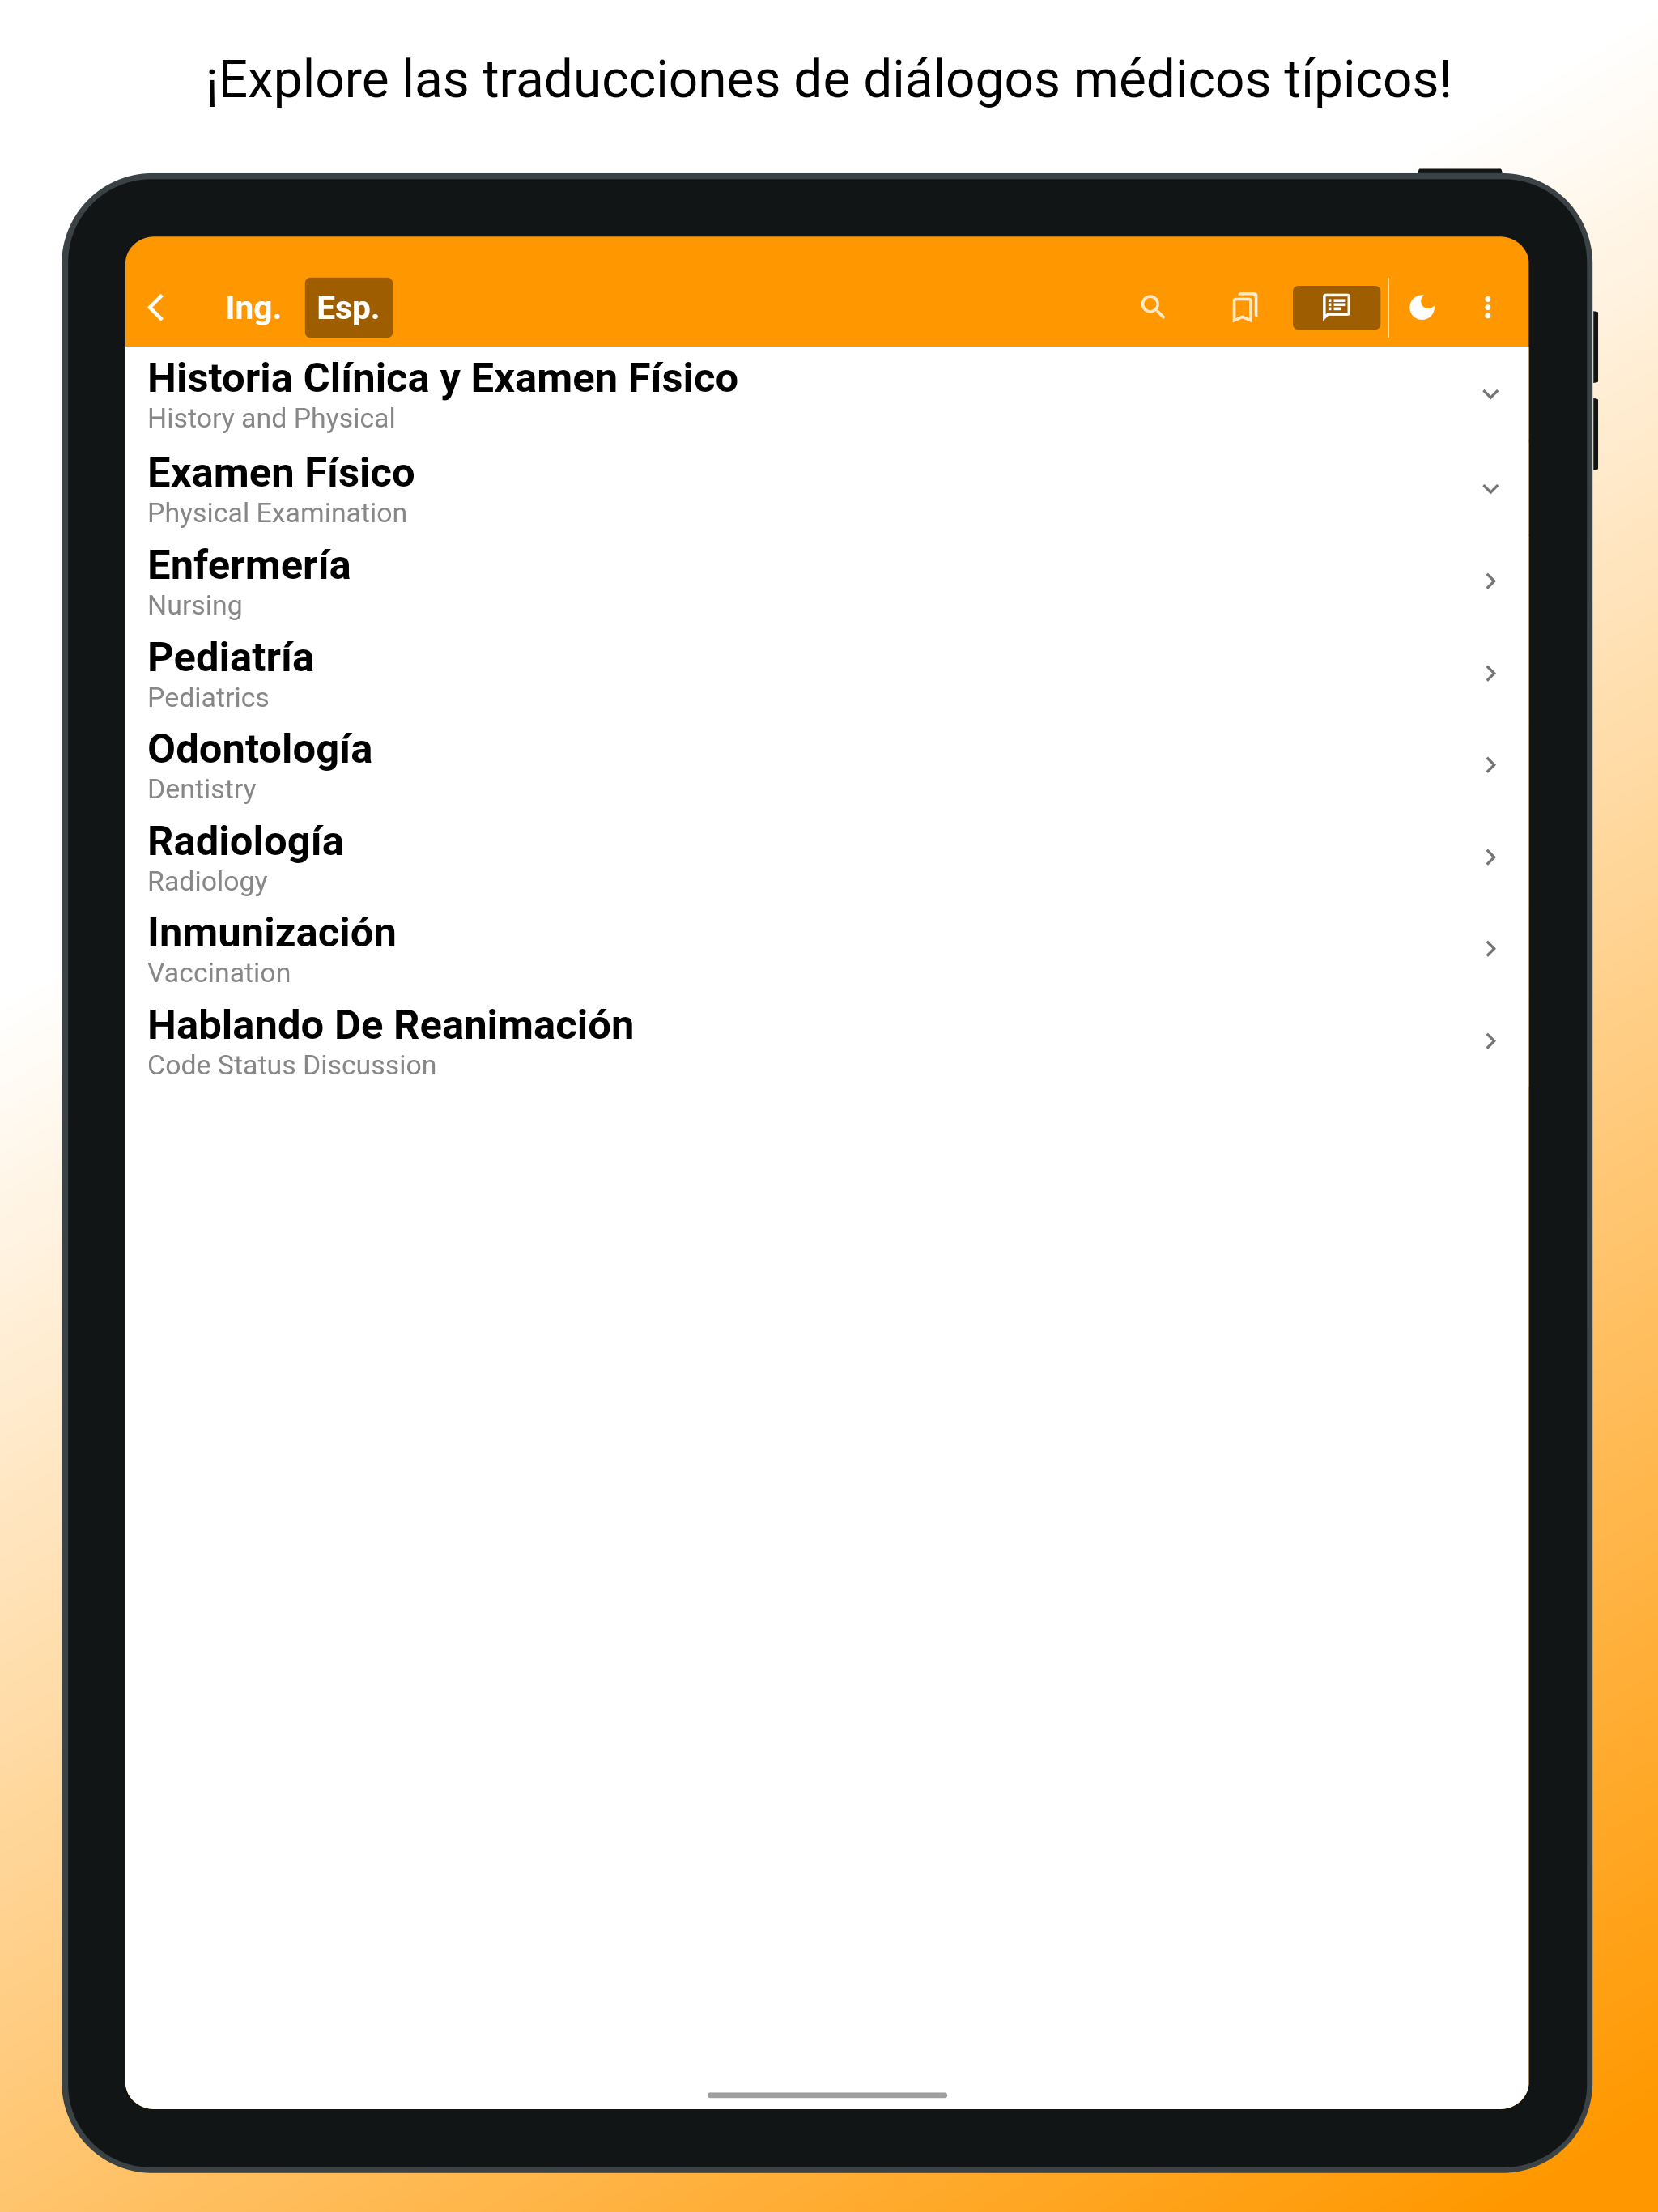 ¡Explore las traducciones de diálogos médicos típicos!
Ing. Esp.
Historia Clínica y Examen Físico
History and Physical
Examen Físico
Physical Examination
Enfermería
Nursing
Pediatría
Pediatrics
Odontología
Dentistry
Radiología
Radiology
Inmunización
Vaccination
Hablando De Reanimación
Code Status Discussion